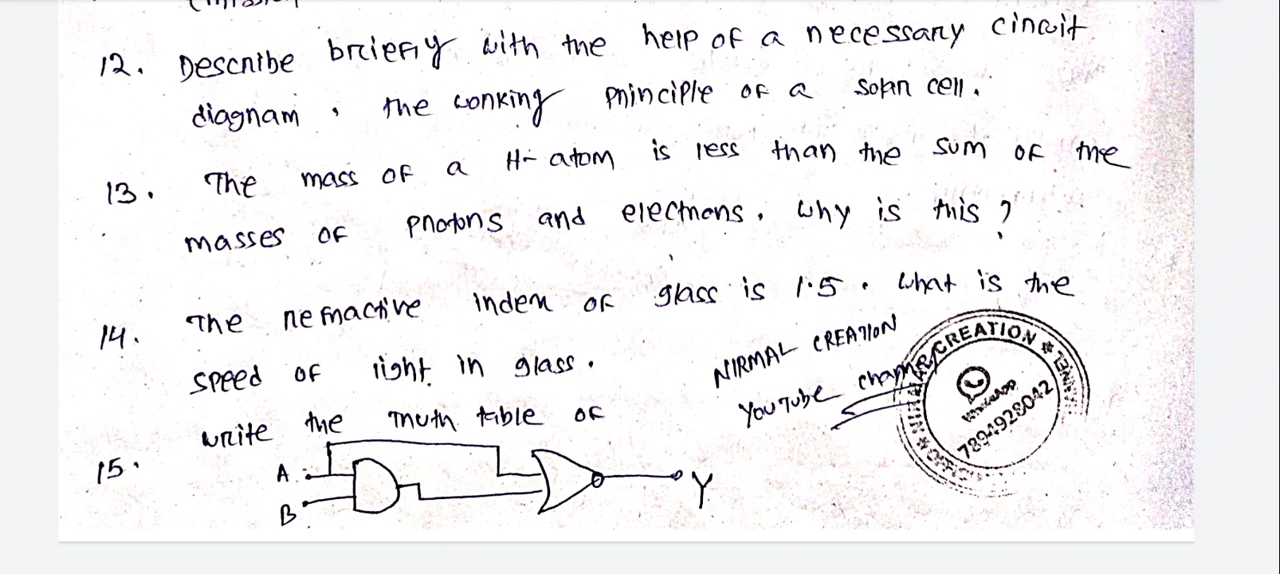 12. Describe briefly with the help of a necessary circuit
diagram, the working principle of a solar cell.
13. The mass of a H- atom is less than the sum of the
masses of protons and electrons. Why is this?
14. The refractive index of glass is 1.5. What is the
speed of light in glass.
NIRMAL CREATION
YouTube channel
CREATION
WhatsApp
7894928042
15. write the truth table of
A
B
Y